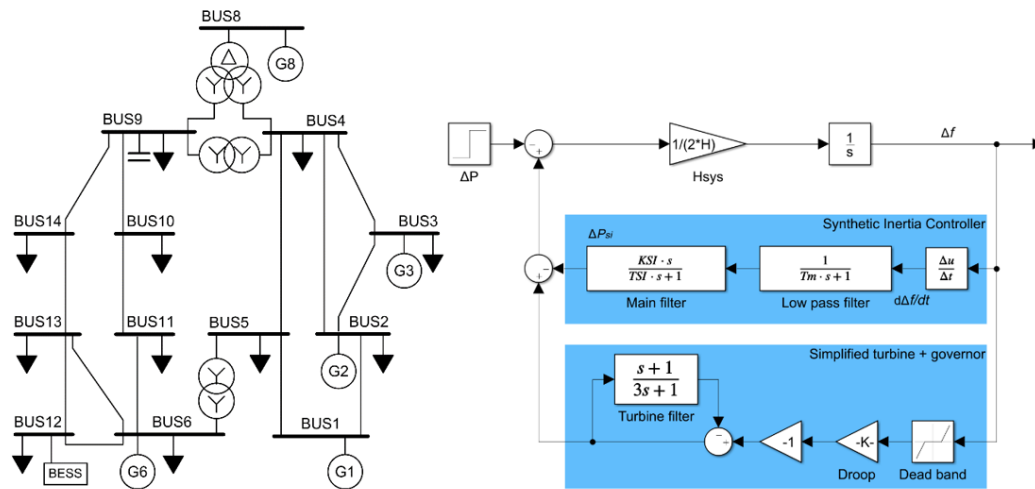 BUS8
G8
Δ
Y Y
BUS9
BUS4
Y Y
BUS14
BUS10
BUS3
G3
BUS13
BUS11
BUS5
BUS2
Y
Y
G2
BUS12
BUS6
BUS1
BESS
G6
G1
ΔP
- +
1/(2*H)
Hsys
1
s
Δf
Synthetic Inertia Controller
ΔPsi
KSI · s
TSI · s + 1
Main filter
1
Tm · s + 1
Low pass filter
Δu
Δt
dΔf/dt
+ -
Simplified turbine + governor
s + 1
3s + 1
Turbine filter
-1
-K-
Droop
Dead band